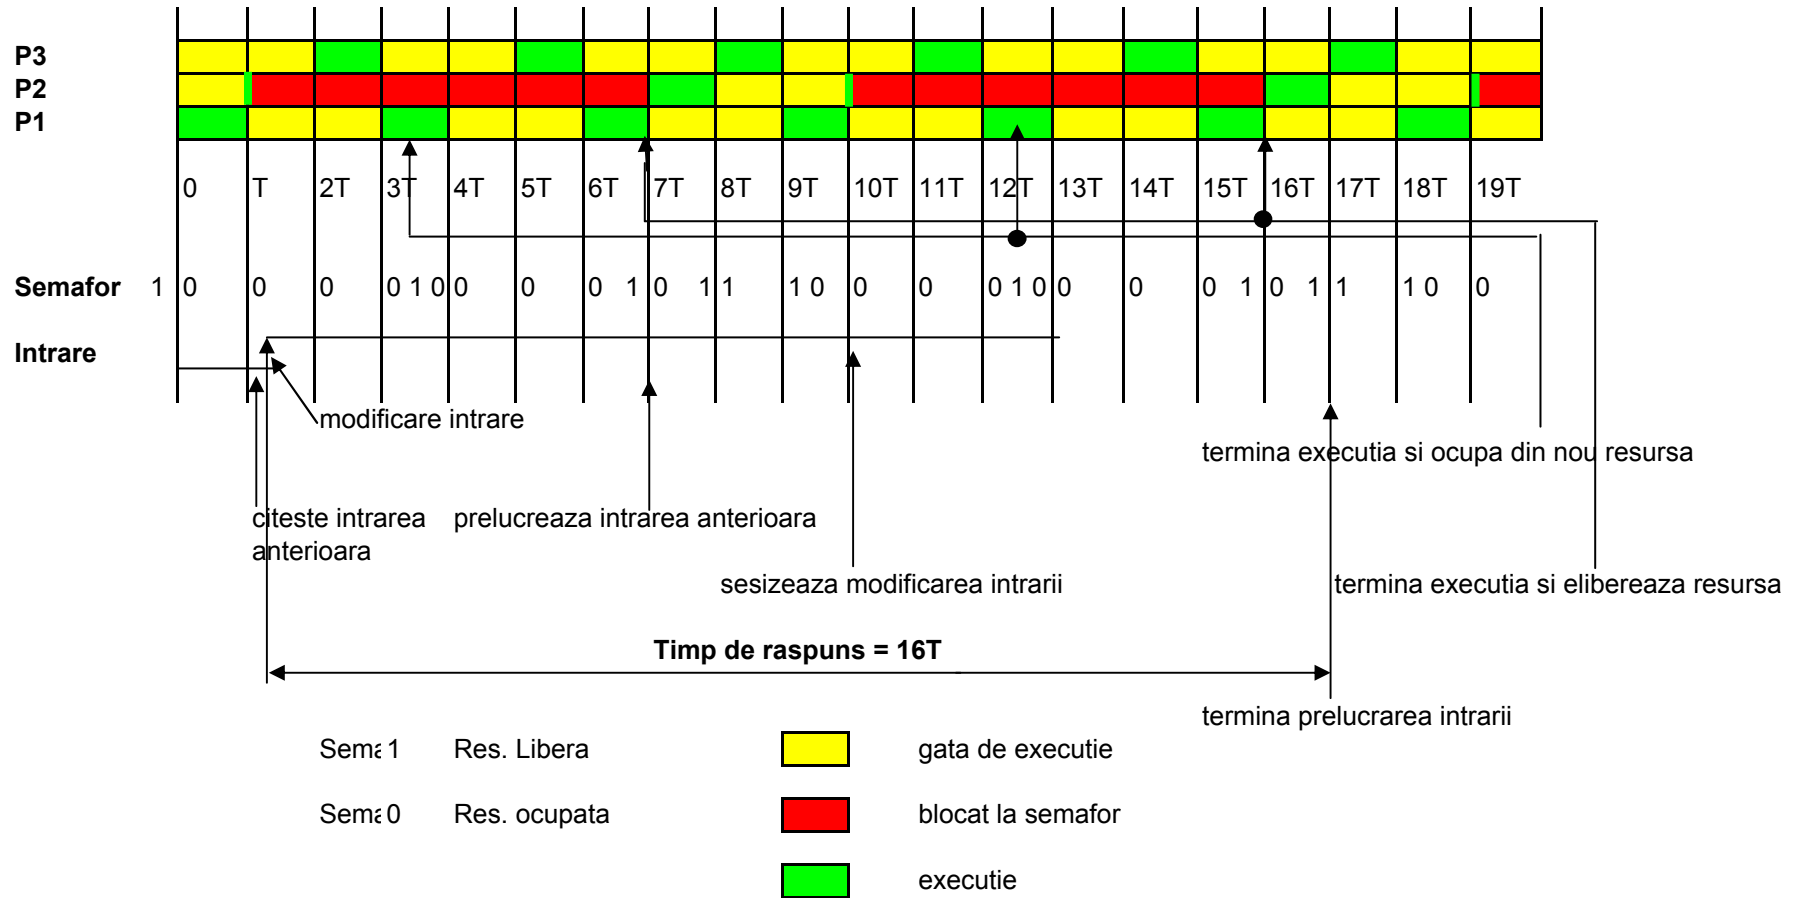 P3
P2
P1
0 T 2T 3T 4T 5T 6T 7T 8T 9T 10T 11T 12T 13T 14T 15T 16T 17T 18T 19T
Semafor 1 0 0 0 0 1 0 0 0 0 1 0 1 1 1 0 0 0 0 1 0 0 0 0 1 0 1 1 1 0 0
Intrare
modificare intrare
termina executia si ocupa din nou resursa
citeste intrarea anterioara
prelucreaza intrarea anterioara
sesizeaza modificarea intrarii
termina executia si elibereaza resursa
Timp de raspuns = 16T
termina prelucrarea intrarii
Sema 1 Res. Libera gata de executie
Sema 0 Res. ocupata blocat la semafor
executie